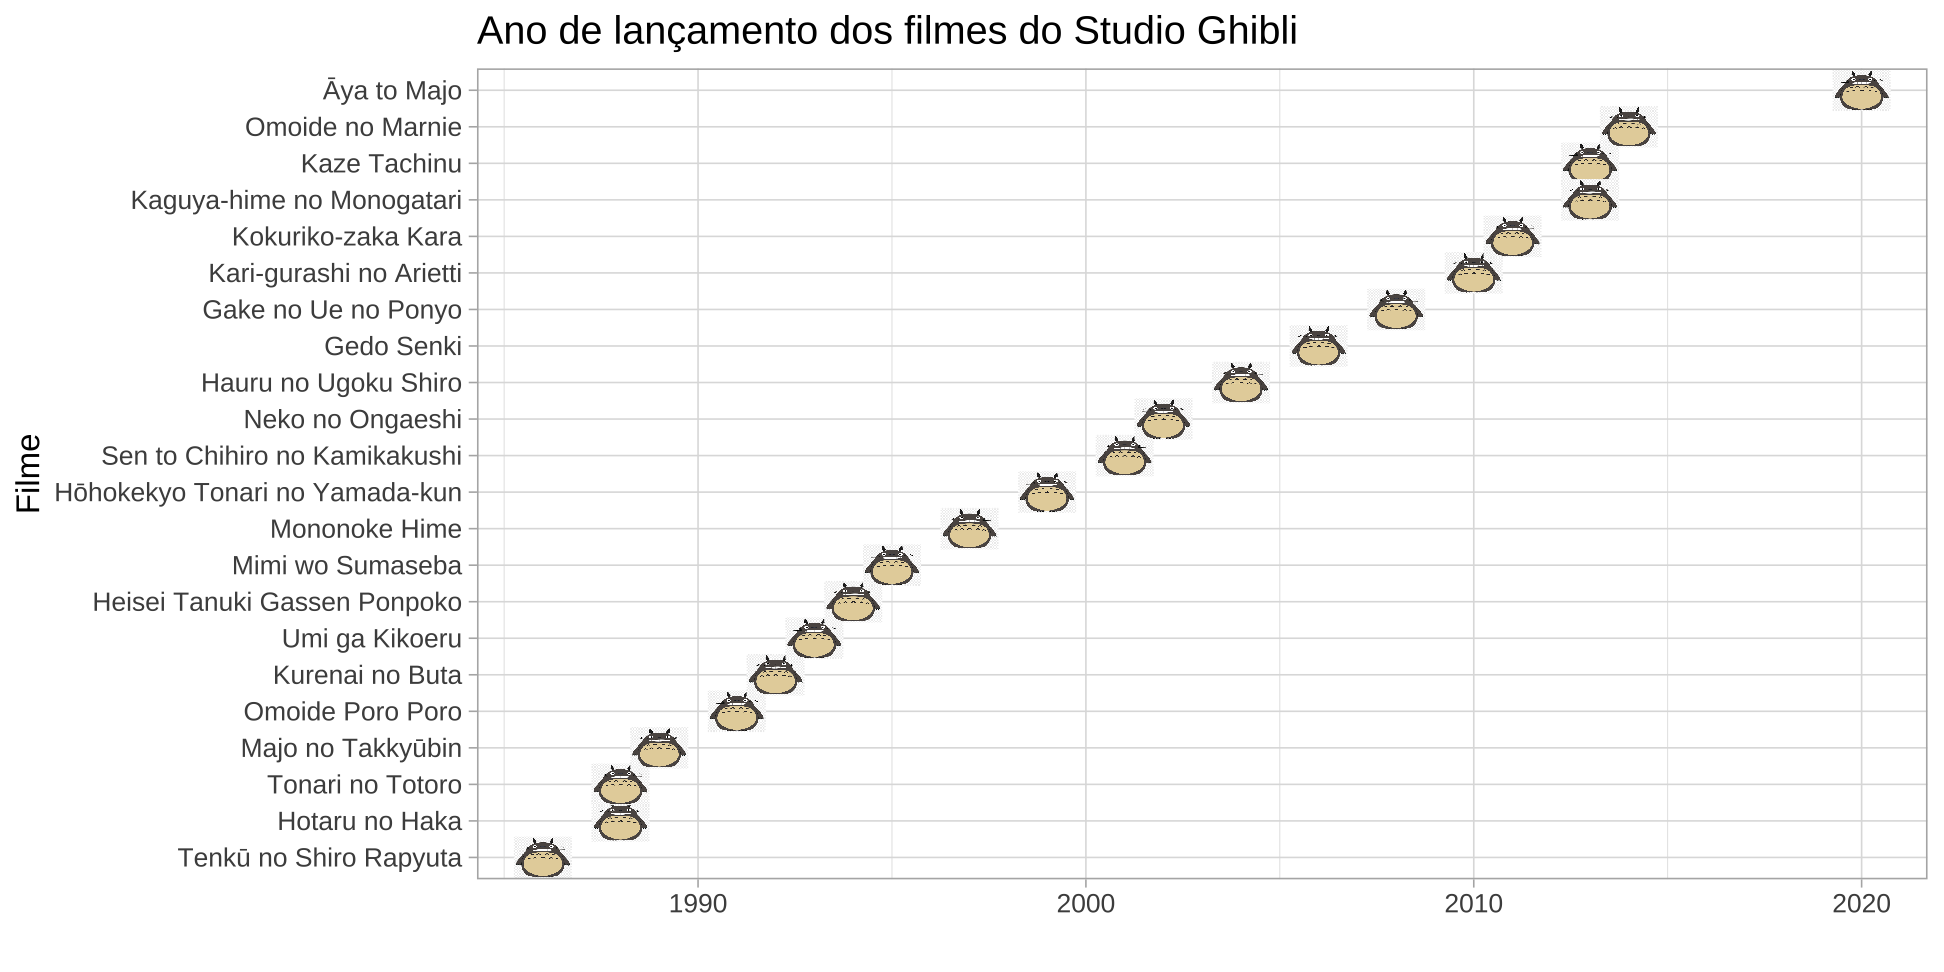 Ano de lançamento dos filmes do Studio Ghibli
Filme
Āya to Majo
Omoide no Marnie
Kaze Tachinu
Kaguya-hime no Monogatari
Kokuriko-zaka Kara
Kari-gurashi no Arietti
Gake no Ue no Ponyo
Gedo Senki
Hauru no Ugoku Shiro
Neko no Ongaeshi
Sen to Chihiro no Kamikakushi
Hōhokekyo Tonari no Yamada-kun
Mononoke Hime
Mimi wo Sumaseba
Heisei Tanuki Gassen Ponpoko
Umi ga Kikoeru
Kurenai no Buta
Omoide Poro Poro
Majo no Takkyūbin
Tonari no Totoro
Hotaru no Haka
Tenkū no Shiro Rapyuta
1990 2000 2010 2020